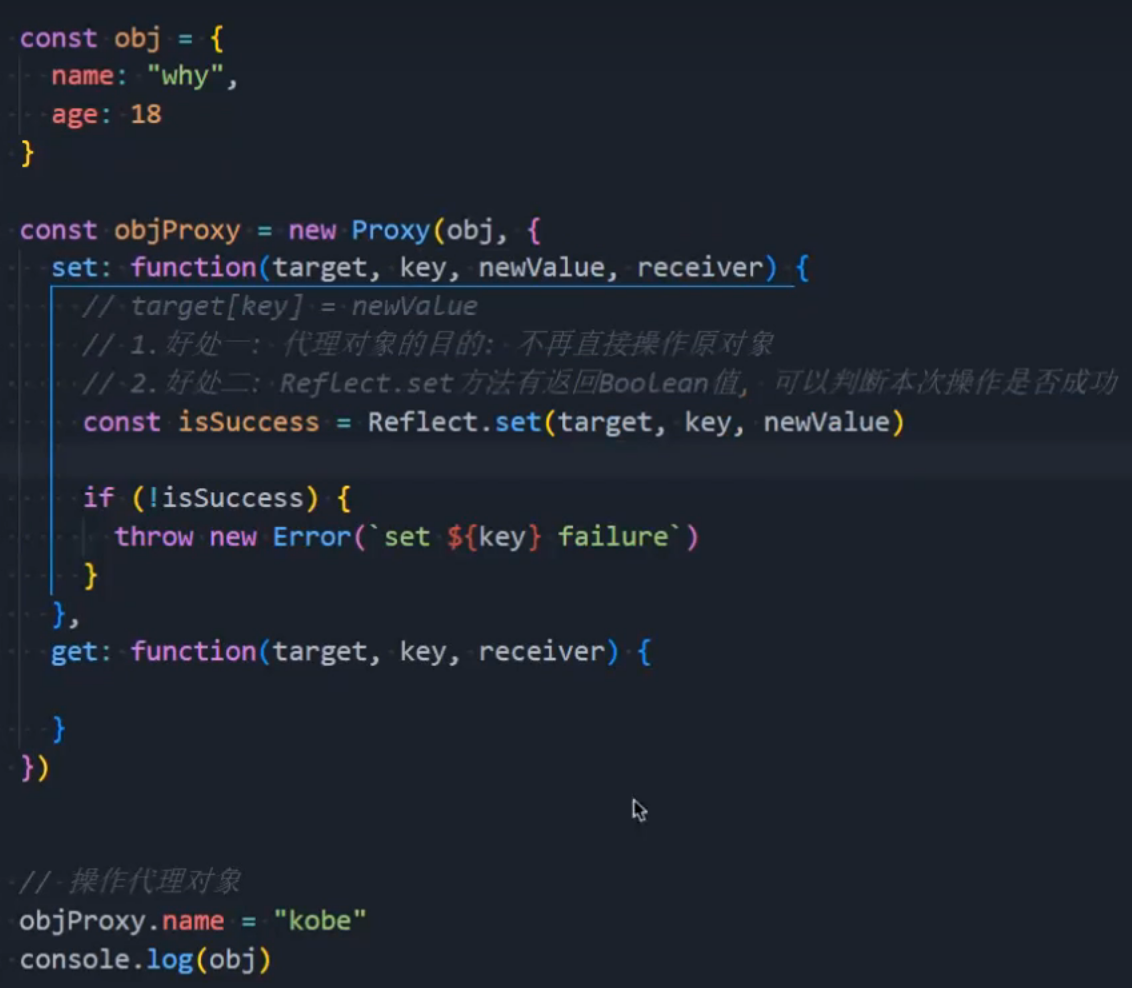 const obj = {
name: "why",
age: 18
}
const objProxy = new Proxy(obj, {
set: function(target, key, newValue, receiver) {
// target[key] = newValue
// 1.好处一: 代理对象的目的: 不再直接操作原对象
// 2.好处二: Reflect.set方法有返回Boolean值, 可以判断本次操作是否成功
const isSuccess = Reflect.set(target, key, newValue)
if (!isSuccess) {
throw new Error(`set ${key} failure`)
}
},
get: function(target, key, receiver) {
}
})
// 操作代理对象
objProxy.name = "kobe"
console.log(obj)